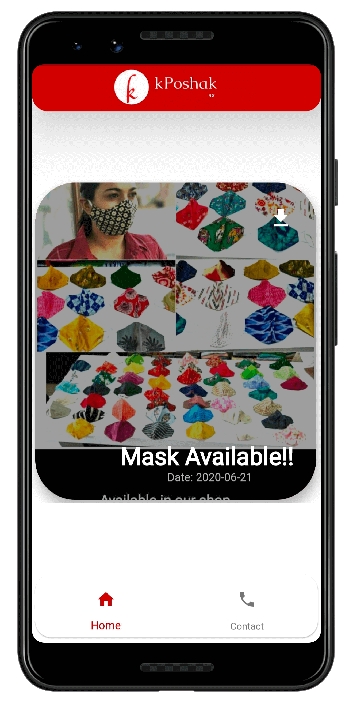 kPoshak
Mask Available!!
Date: 2020-06-21
Available in our shop
Home
Contact